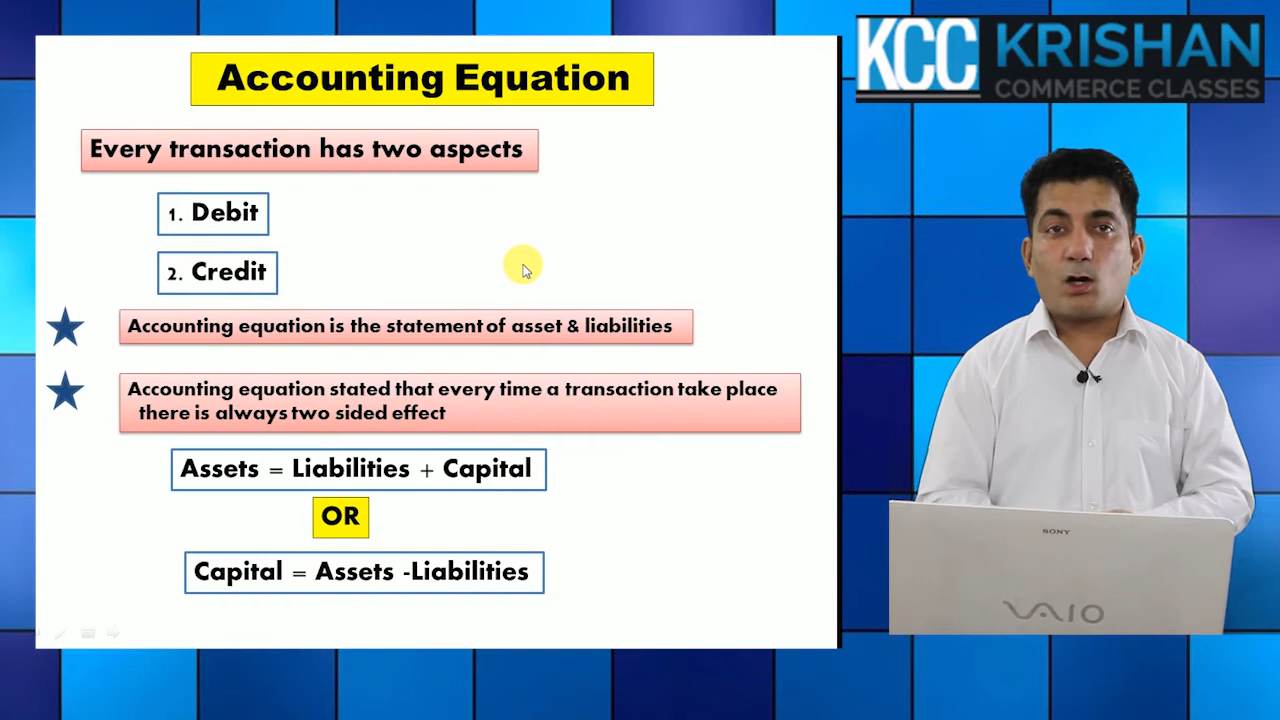 Accounting Equation
Every transaction has two aspects
1. Debit
2. Credit
Accounting equation is the statement of asset & liabilities
Accounting equation stated that every time a transaction take place
there is always two sided effect
Assets = Liabilities + Capital
OR
Capital = Assets -Liabilities
KCC KRISHAN
COMMERCE CLASSES
SONY
VAIO